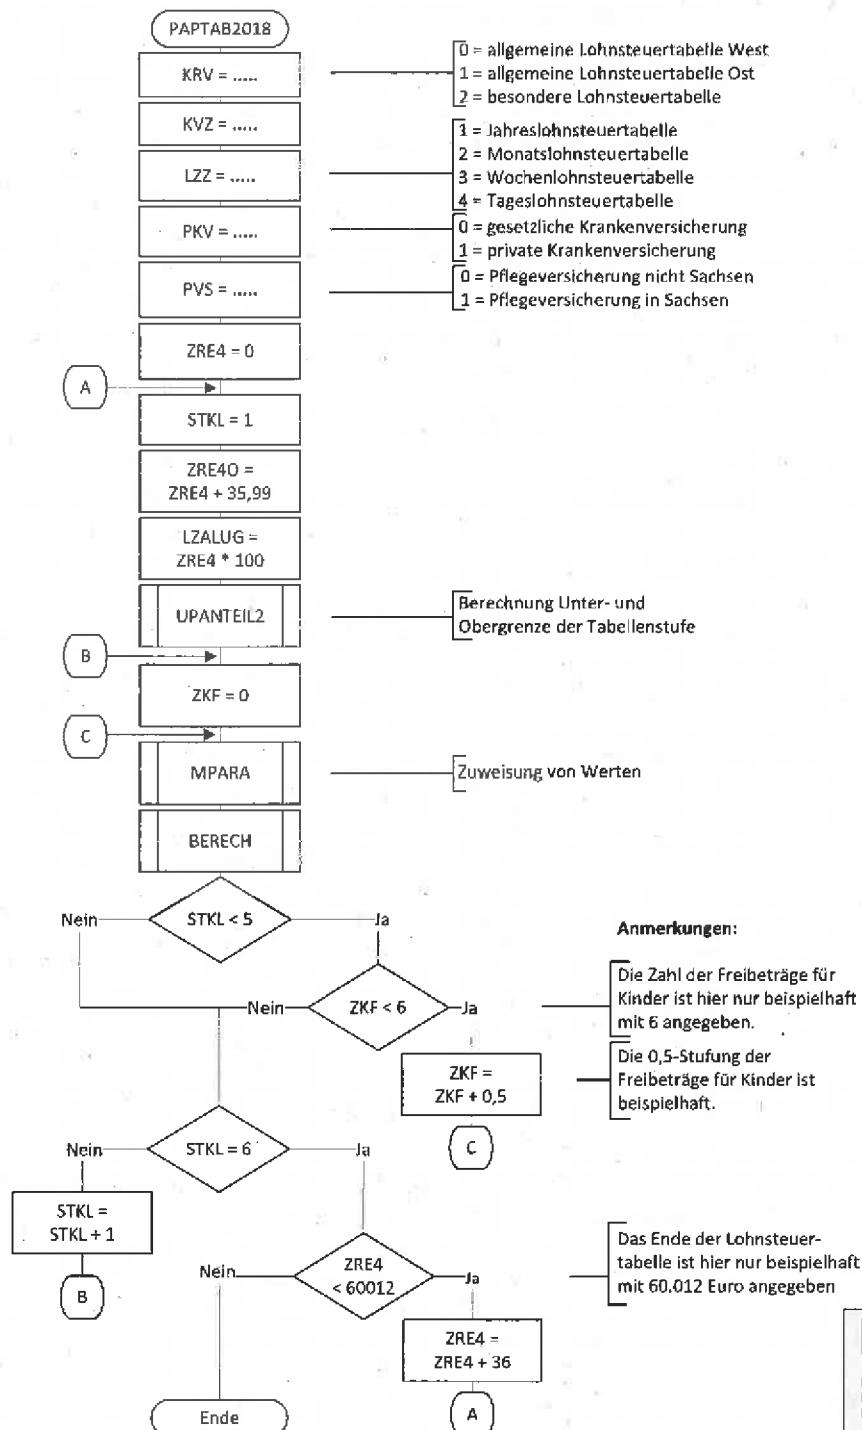 PAPTAB2018
KRV = .....
0 = allgemeine Lohnsteuertabelle West
1 = allgemeine Lohnsteuertabelle Ost
2 = besondere Lohnsteuertabelle
KVZ = .....
LZZ = .....
1 = Jahreslohnsteuertabelle
2 = Monatslohnsteuertabelle
3 = Wochenlohnsteuertabelle
4 = Tageslohnsteuertabelle
PKV = .....
0 = gesetzliche Krankenversicherung
1 = private Krankenversicherung
PVS = .....
0 = Pflegeversicherung nicht Sachsen
1 = Pflegeversicherung in Sachsen
ZRE4 = 0
A
STKL = 1
ZRE4O =
ZRE4 + 35,99
LZALUG =
ZRE4 * 100
UPANTEIL2
Berechnung Unter- und
Obergrenze der Tabellenstufe
B
ZKF = 0
C
MPARA
Zuweisung von Werten
BERECH
Nein
STKL < 5
Ja
Anmerkungen:
Nein
ZKF < 6
Ja
Die Zahl der Freibeträge für
Kinder ist hier nur beispielhaft
mit 6 angegeben.
ZKF =
ZKF + 0,5
Die 0,5-Stufung der
Freibeträge für Kinder ist
beispielhaft.
C
Nein
STKL = 6
Ja
STKL =
STKL + 1
B
Nein
ZRE4
< 60012
Ja
Das Ende der Lohnsteuer-
tabelle ist hier nur beispielhaft
mit 60.012 Euro angegeben
ZRE4 =
ZRE4 + 36
A
Ende